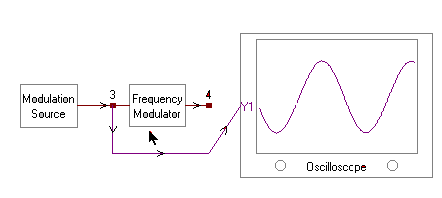 3
4
Modulation
Source
Frequency
Modulator
Y1
Oscilloscope